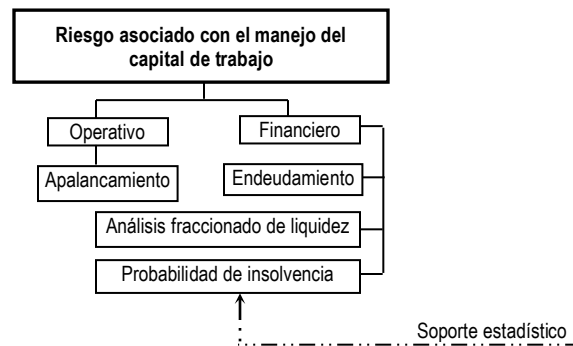 Riesgo asociado con el manejo del
capital de trabajo
Operativo
Financiero
Apalancamiento
Endeudamiento
Análisis fraccionado de liquidez
Probabilidad de insolvencia
Soporte estadístico